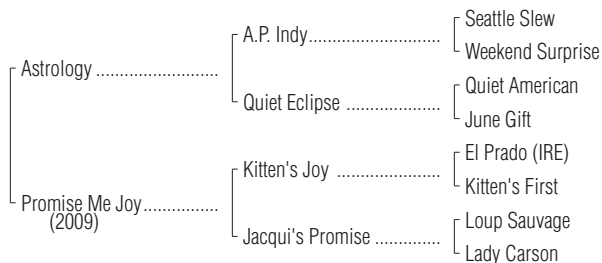 Seattle Slew
A.P. Indy..............................
Weekend Surprise
Astrology ..........................
Quiet American
Quiet Eclipse ....................
June Gift
El Prado (IRE)
Kitten's Joy ......................
Kitten's First
Promise Me Joy................
(2009)
Loup Sauvage
Jacqui's Promise ..............
Lady Carson